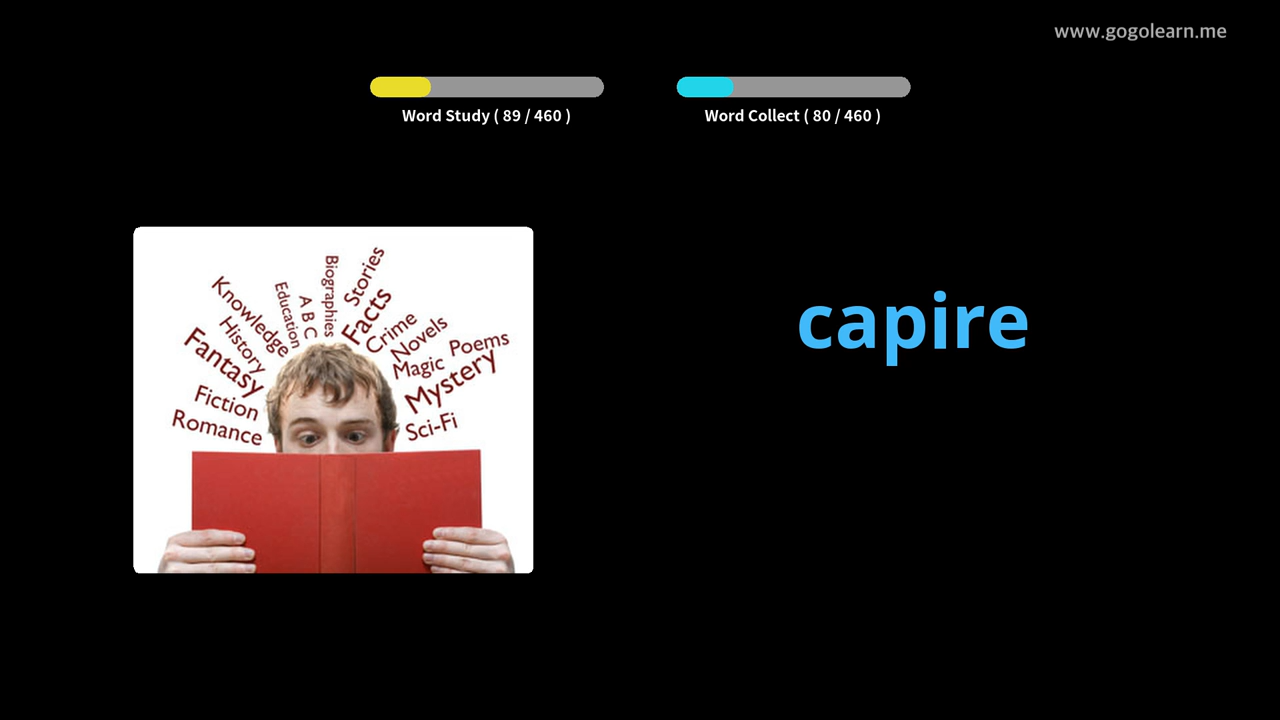 www.gogolearn.me
Word Study ( 89 / 460 )
Word Collect ( 80 / 460 )
Knowledge
Education
A B C
Biographies
Stories
Facts
History
Crime
Novels
Fantasy
Magic
Poems
Mystery
Fiction
Romance
Sci-Fi
capire